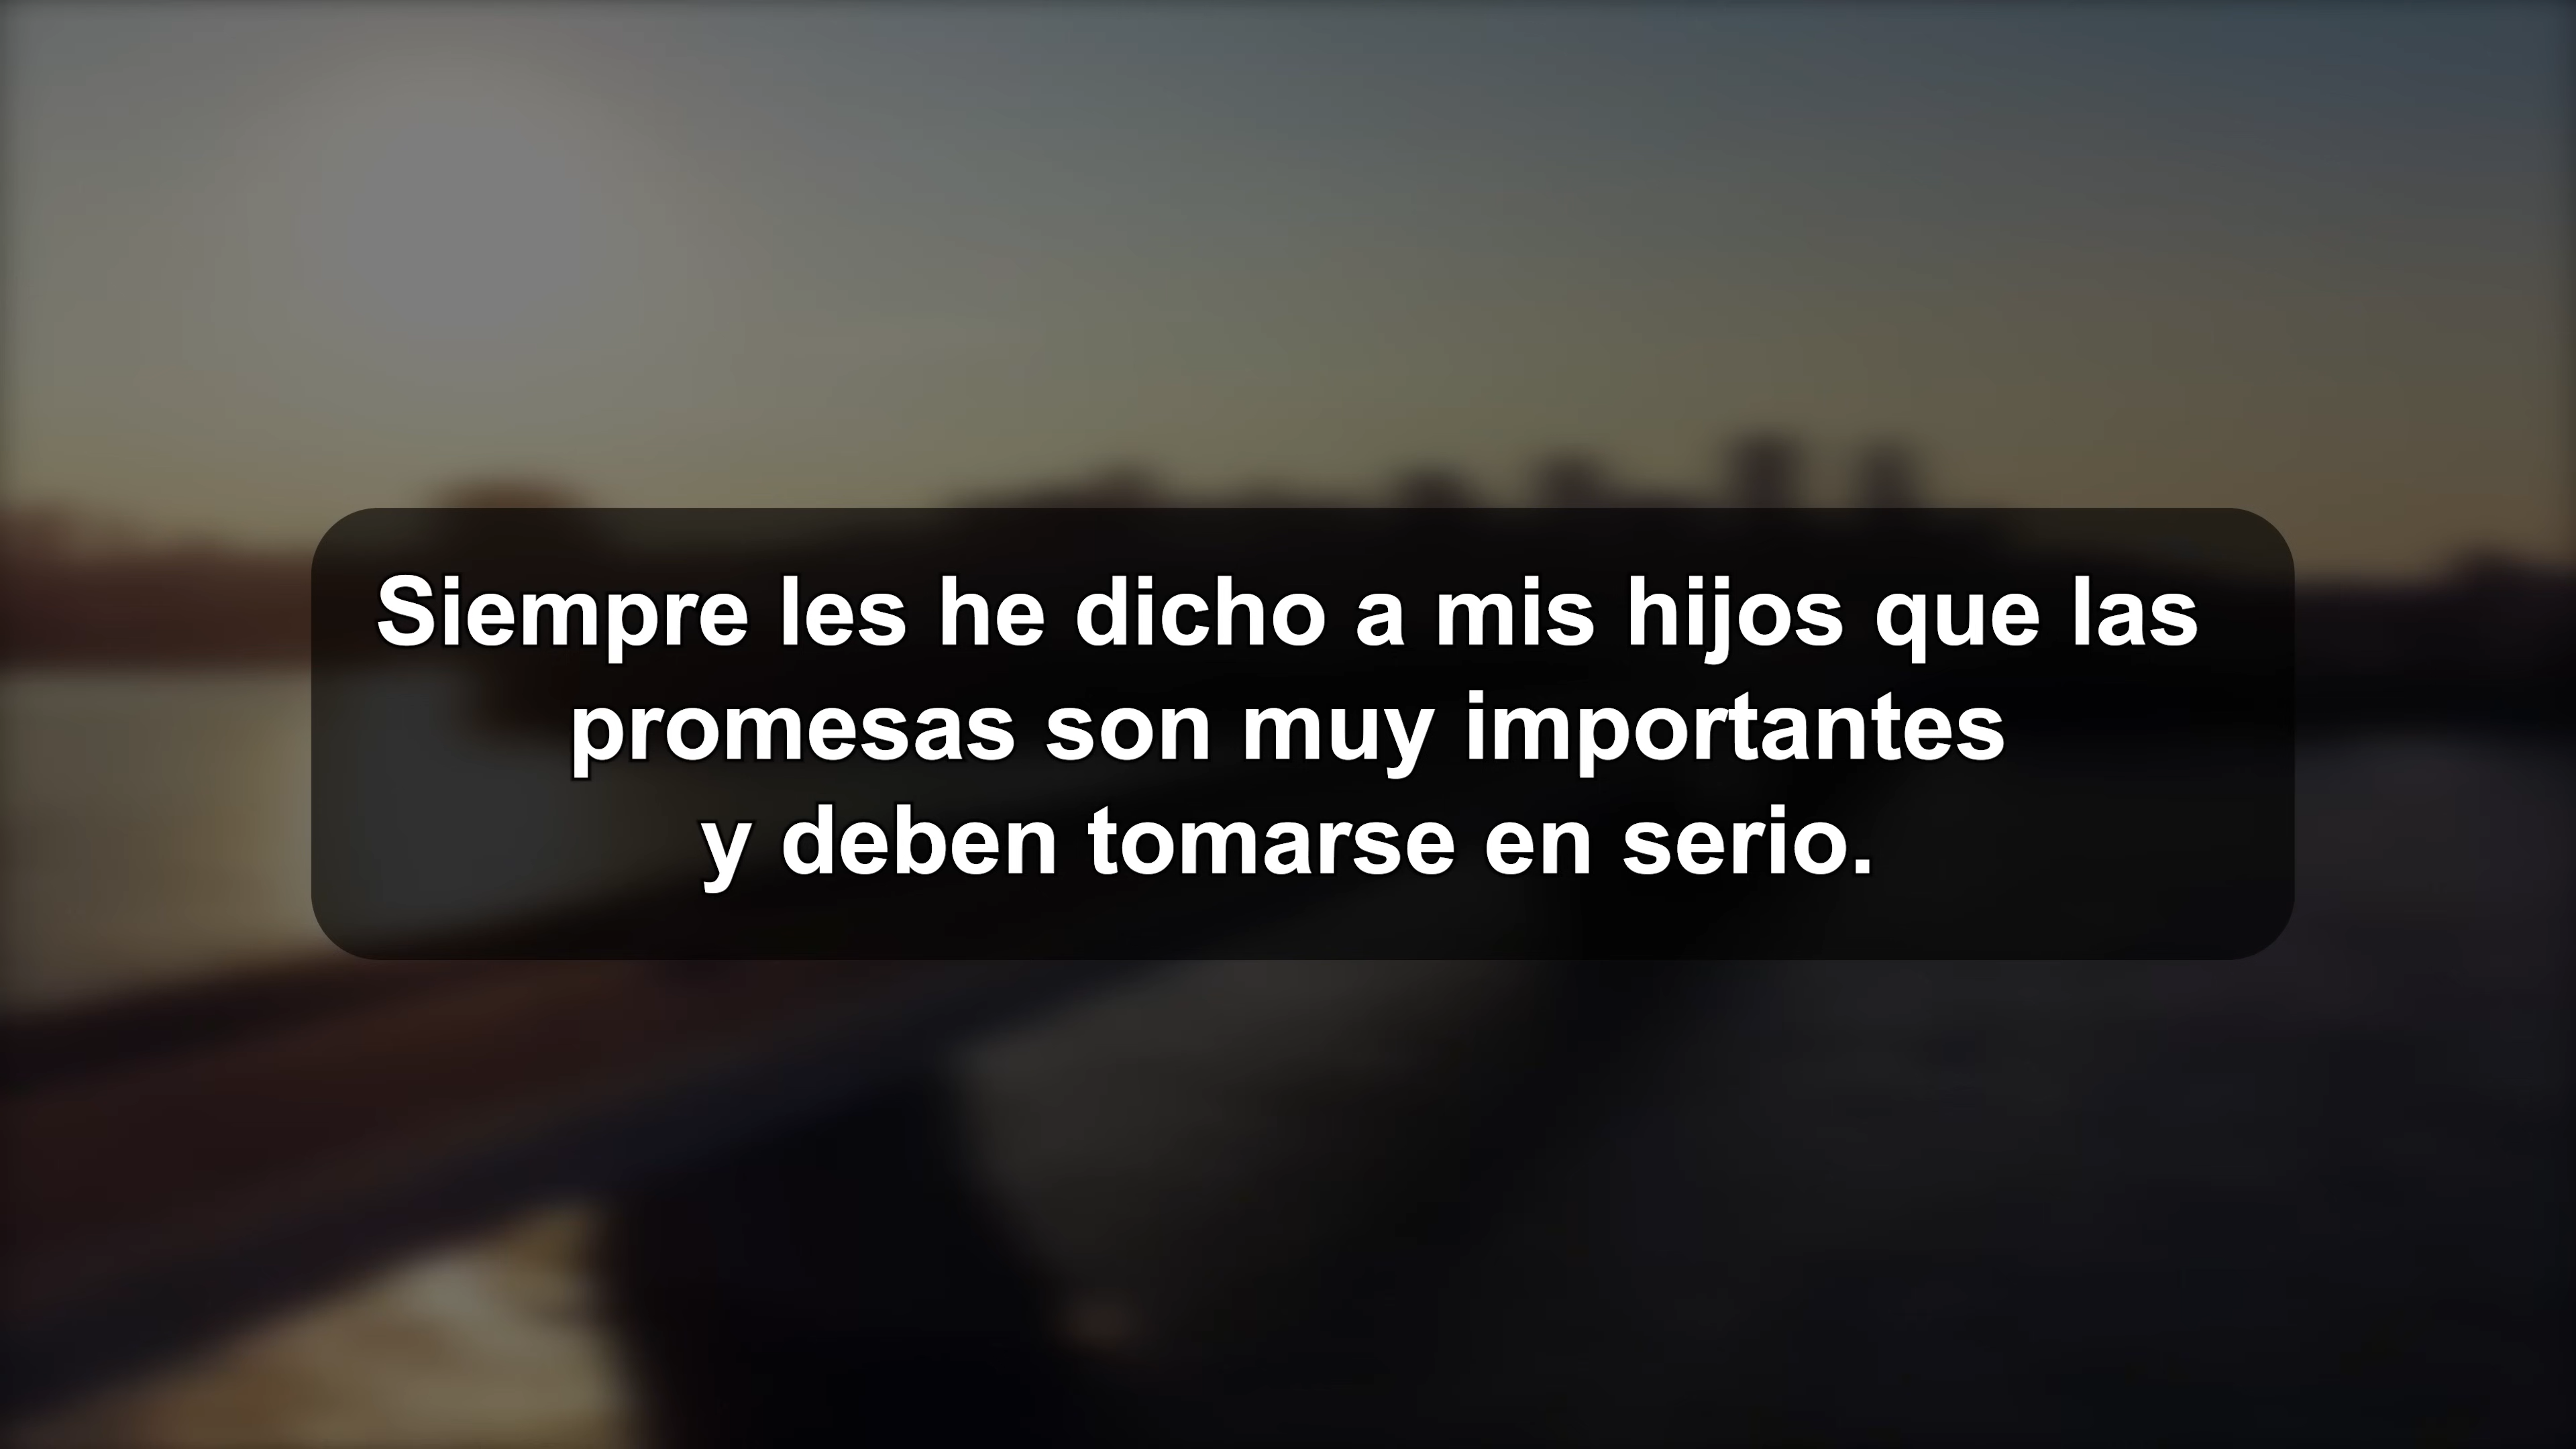 Siempre les he dicho a mis hijos que las
promesas son muy importantes
y deben tomarse en serio.